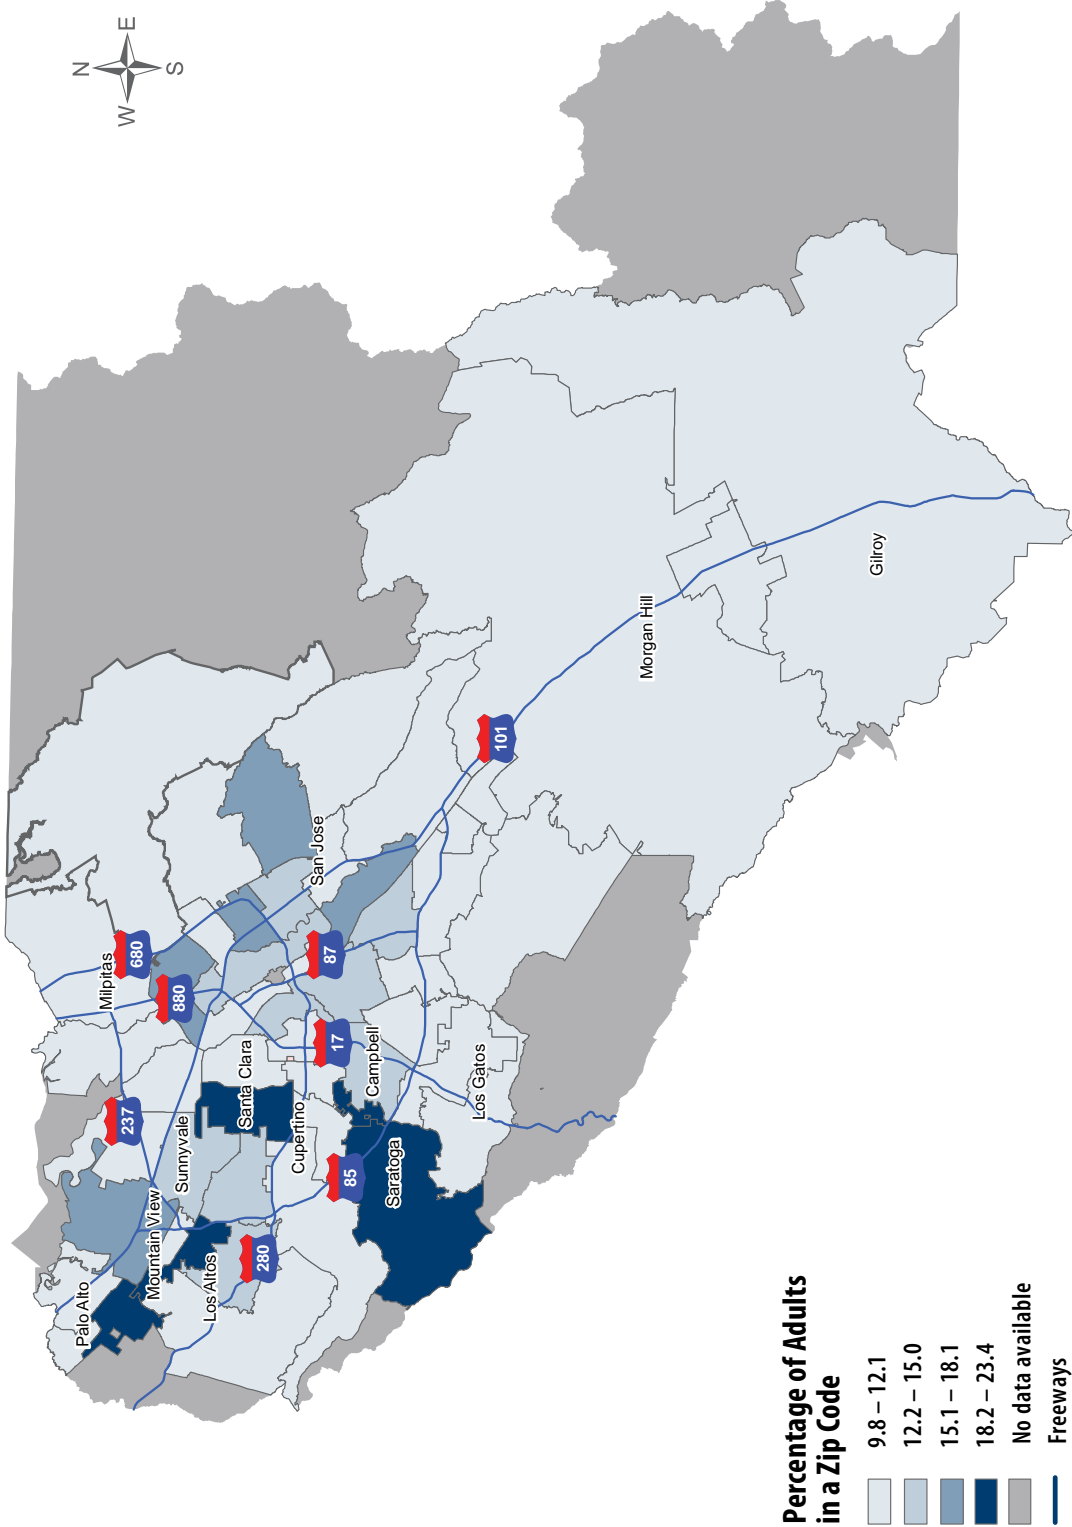 N
W
E
S
Palo Alto
Mountain View
Los Altos
280
Sunnyvale
237
Milpitas
680
880
Santa Clara
Cupertino
85
Saratoga
17
Campbell
Los Gatos
87
San Jose
101
Morgan Hill
Gilroy
Percentage of Adults
in a Zip Code
9.8 – 12.1
12.2 – 15.0
15.1 – 18.1
18.2 – 23.4
No data available
Freeways